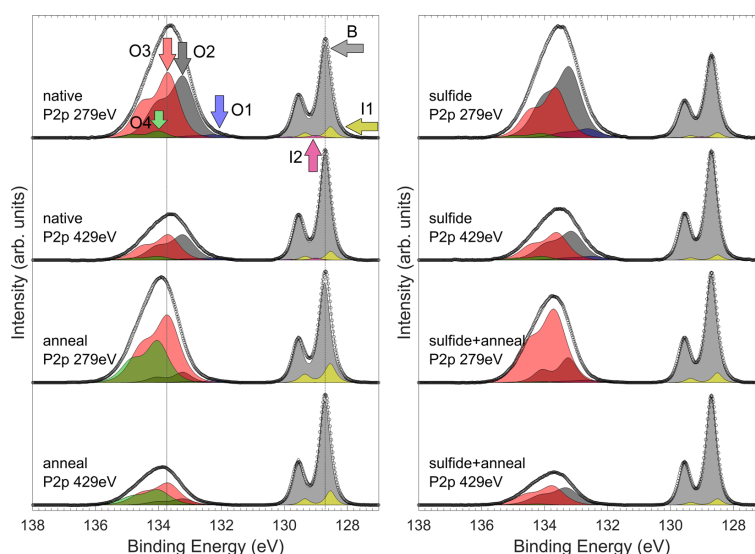 O3
O2
B
native
P2p 279eV
O4
O1
I1
I2
native
P2p 429eV
anneal
P2p 279eV
anneal
P2p 429eV
Intensity (arb. units)
138 136 134 132 130 128
Binding Energy (eV)
sulfide
P2p 279eV
sulfide
P2p 429eV
sulfide+anneal
P2p 279eV
sulfide+anneal
P2p 429eV
Intensity (arb. units)
138 136 134 132 130 128
Binding Energy (eV)